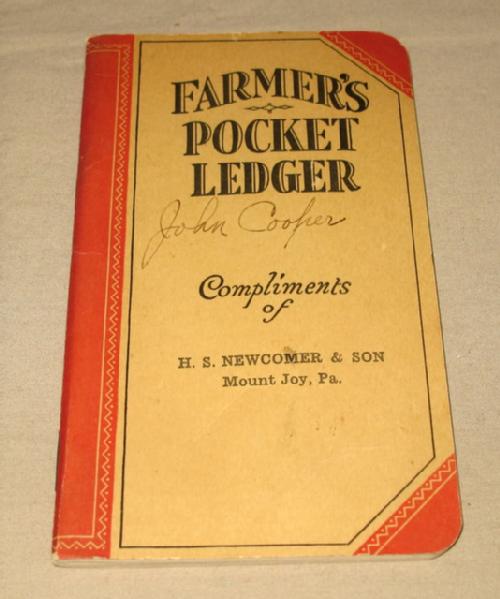 FARMER'S
POCKET
LEDGER
John Cooper
Compliments
of
H. S. NEWCOMER & SON
Mount Joy, Pa.